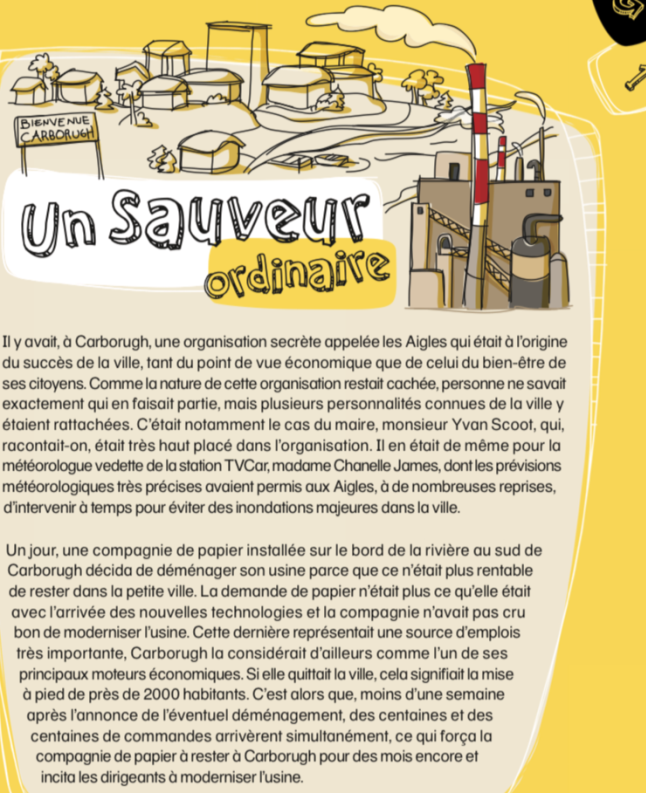 BIENVENUE
CARBORUGH
Un Sauveur
ordinaire
Il y avait, à Carborugh, une organisation secrète appelée les Aigles qui était à l'origine
du succès de la ville, tant du point de vue économique que de celui du bien-être de
ses citoyens. Comme la nature de cette organisation restait cachée, personne ne savait
exactement qui en faisait partie, mais plusieurs personnalités connues de la ville y
étaient rattachées. C'était notamment le cas du maire, monsieur Yvan Scoot, qui,
racontait-on, était très haut placé dans l'organisation. Il en était de même pour la
météorologue vedette de la station TVCar, madame Chanelle James, dont les prévisions
météorologiques très précises avaient permis aux Aigles, à de nombreuses reprises,
d'intervenir à temps pour éviter des inondations majeures dans la ville.
Un jour, une compagnie de papier installée sur le bord de la rivière au sud de
Carborugh décida de déménager son usine parce que ce n'était plus rentable
de rester dans la petite ville. La demande de papier n'était plus ce qu'elle était
avec l'arrivée des nouvelles technologies et la compagnie n'avait pas cru
bon de moderniser l'usine. Cette dernière représentait une source d'emplois
très importante, Carborugh la considérait d'ailleurs comme l'un de ses
principaux moteurs économiques. Si elle quittait la ville, cela signifiait la mise
à pied de près de 2000 habitants. C'est alors que, moins d'une semaine
après l'annonce de l'éventuel déménagement, des centaines et des
centaines de commandes arrivèrent simultanément, ce qui força la
compagnie de papier à rester à Carborugh pour des mois encore et
incita les dirigeants à moderniser l'usine.